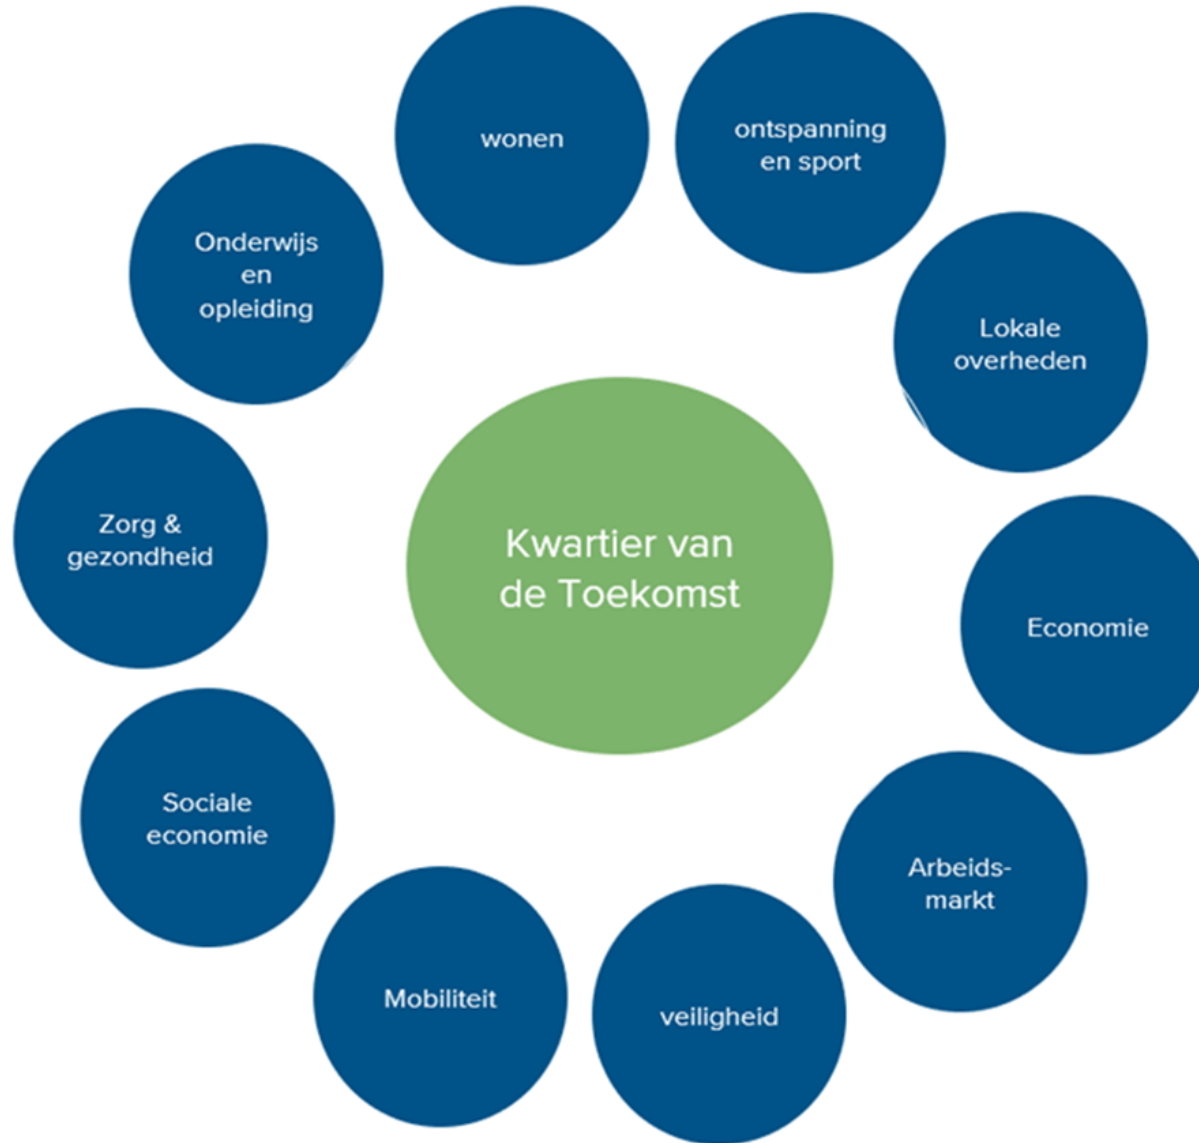 wonen
ontspanning
en sport
Onderwijs
en
opleiding
Lokale
overheden
Zorg &
gezondheid
Kwartier van
de Toekomst
Economie
Sociale
economie
Arbeids-
markt
Mobiliteit
veiligheid